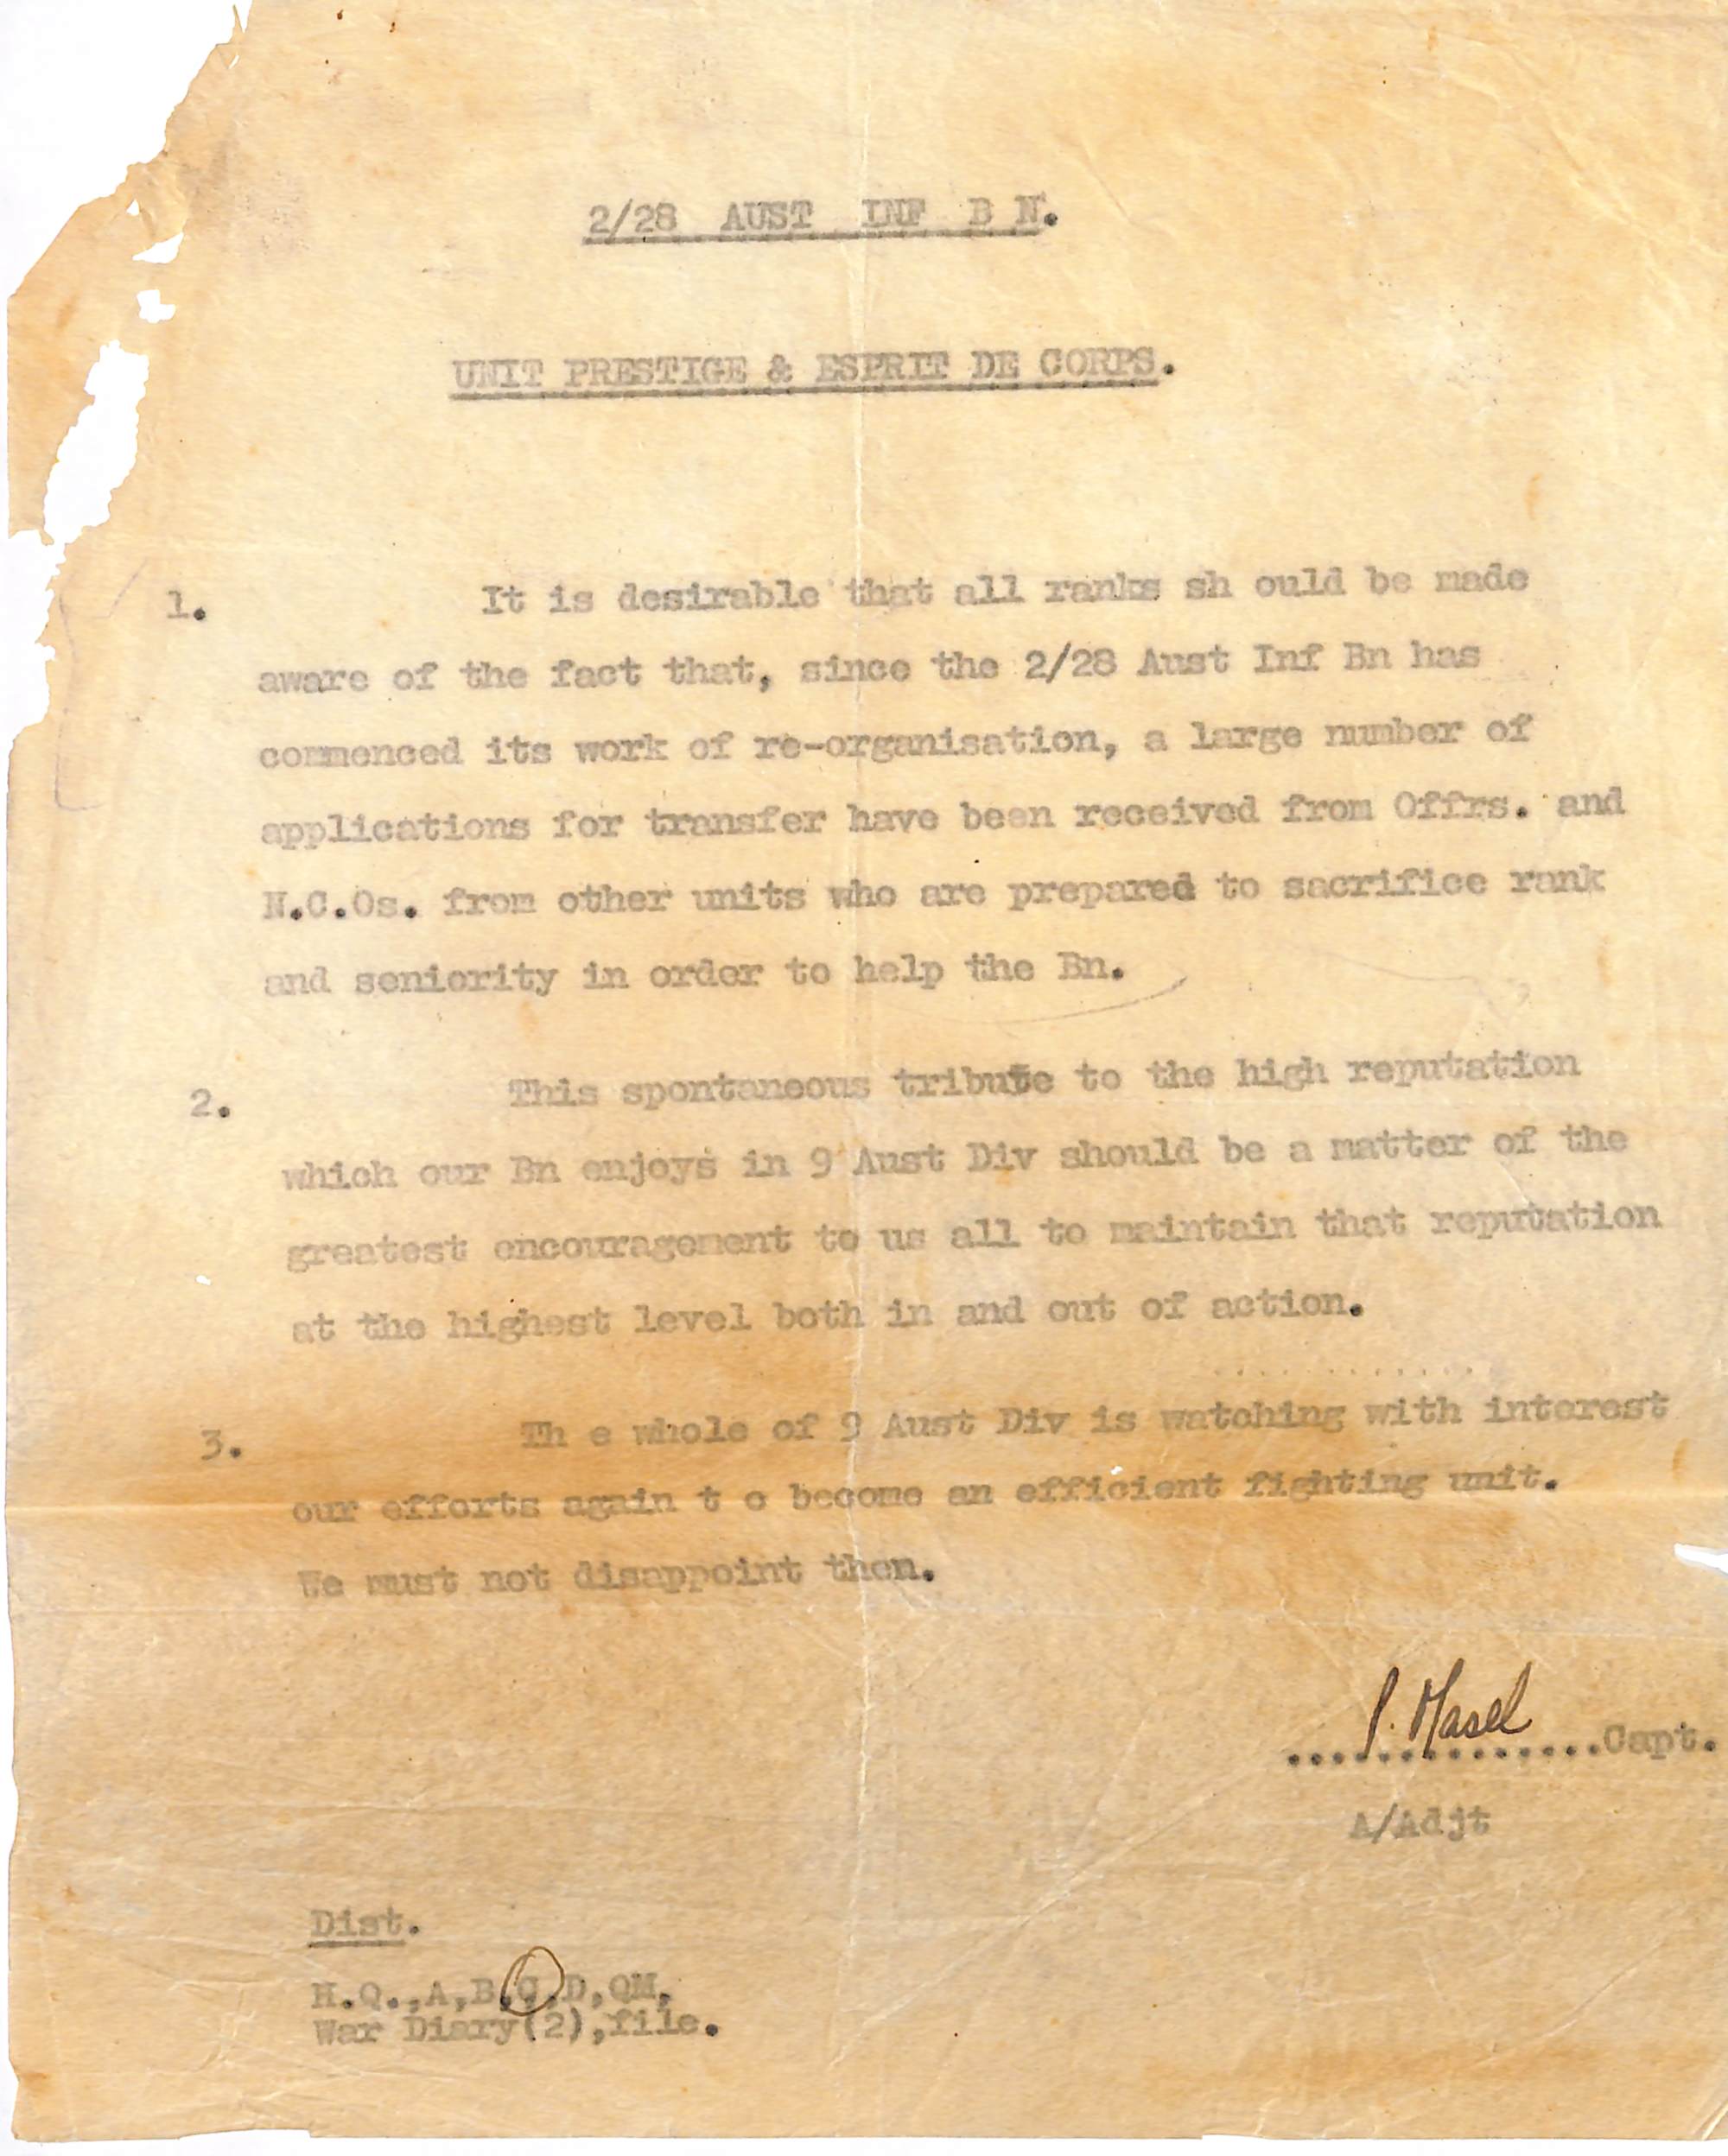 2/28 AUST INF B N.
UNIT PRESTIGE & ESPRIT DE CORPS.
1. It is desirable that all ranks sh ould be made
aware of the fact that, since the 2/28 Aust Inf Bn has
commenced its work of re-organisation, a large number of
applications for transfer have been received from Offrs. and
N.C.Os. from other units who are prepared to sacrifice rank
and seniority in order to help the Bn.
2. This spontaneous tribute to the high reputation
which our Bn enjoys in 9 Aust Div should be a matter of the
greatest encouragement to us all to maintain that reputation
at the highest level both in and out of action.
3. Th e whole of 9 Aust Div is watching with interest
our efforts again t o become an efficient fighting unit.
We must not disappoint them.
P. Masel
...............Capt.
A/Adjt
Dist.
H.Q.,A,B,C,D,QM,
War Diary(2),file.